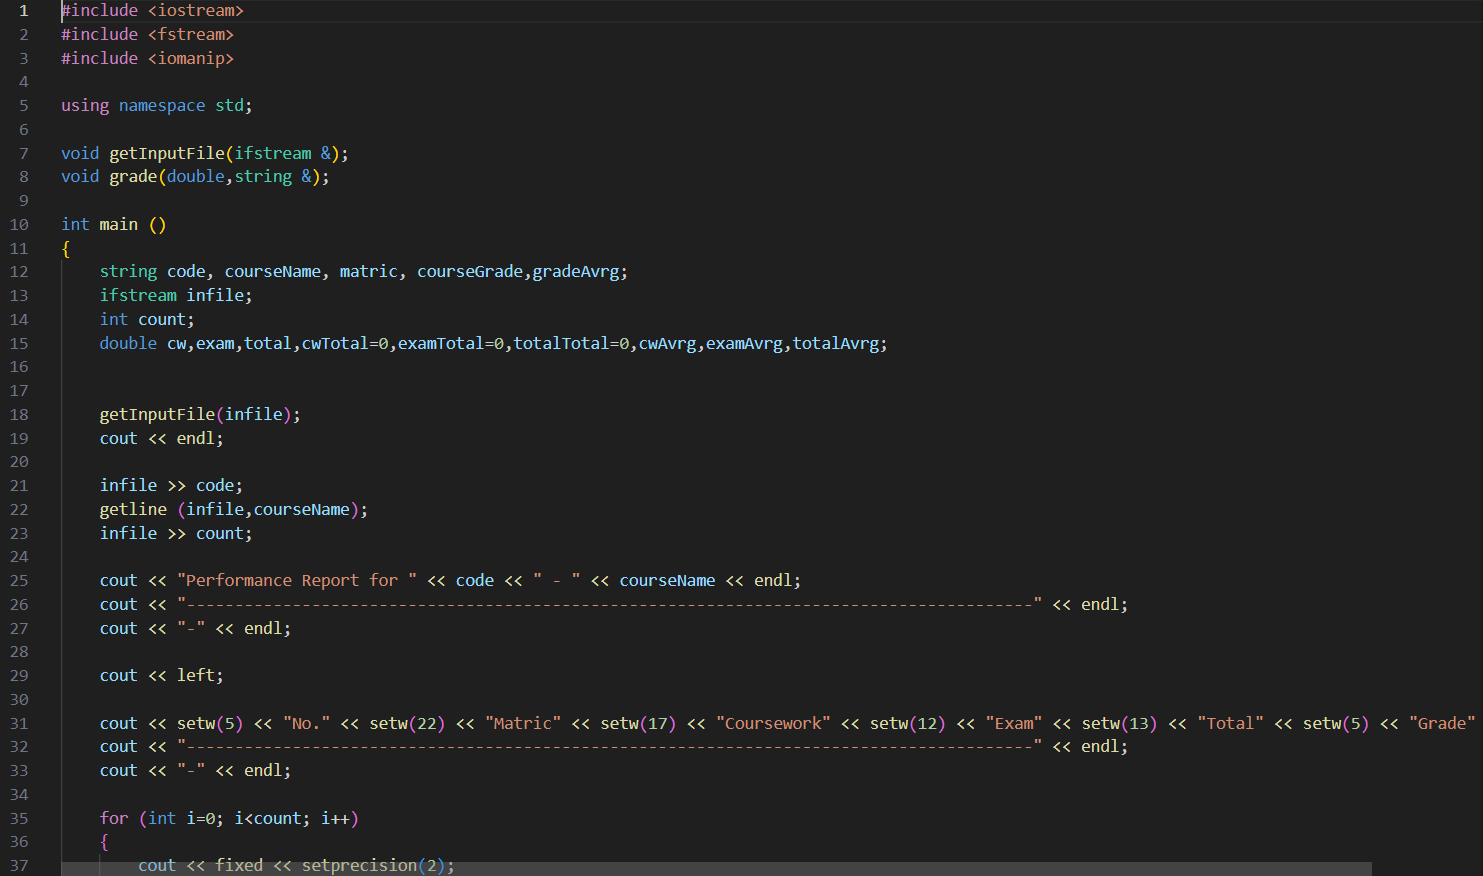 1 #include <iostream>
2 #include <fstream>
3 #include <iomanip>
4
5 using namespace std;
6
7 void getInputFile(ifstream &);
8 void grade(double,string &);
9
10 int main ()
11 {
12     string code, courseName, matric, courseGrade,gradeAvrg;
13     ifstream infile;
14     int count;
15     double cw,exam,total,cwTotal=0,examTotal=0,totalTotal=0,cwAvrg,examAvrg,totalAvrg;
16
17
18     getInputFile(infile);
19     cout << endl;
20
21     infile >> code;
22     getline (infile,courseName);
23     infile >> count;
24
25     cout << "Performance Report for " << code << " - " << courseName << endl;
26     cout << "----------------------------------------------------------------------------------------" << endl;
27     cout << "-" << endl;
28
29     cout << left;
30
31     cout << setw(5) << "No." << setw(22) << "Matric" << setw(17) << "Coursework" << setw(12) << "Exam" << setw(13) << "Total" << setw(5) << "Grade"
32     cout << "----------------------------------------------------------------------------------------" << endl;
33     cout << "-" << endl;
34
35     for (int i=0; i<count; i++)
36     {
37         cout << fixed << setprecision(2);